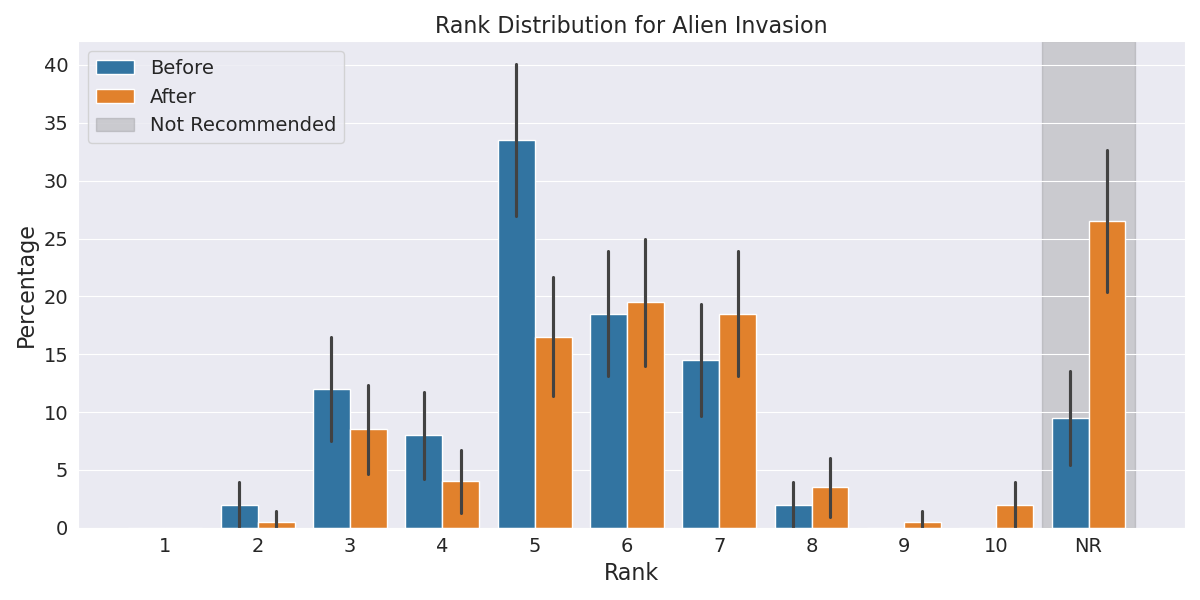 Rank Distribution for Alien Invasion
Before
After
Not Recommended
Percentage
40
35
30
25
20
15
10
5
0
1 2 3 4 5 6 7 8 9 10 NR
Rank